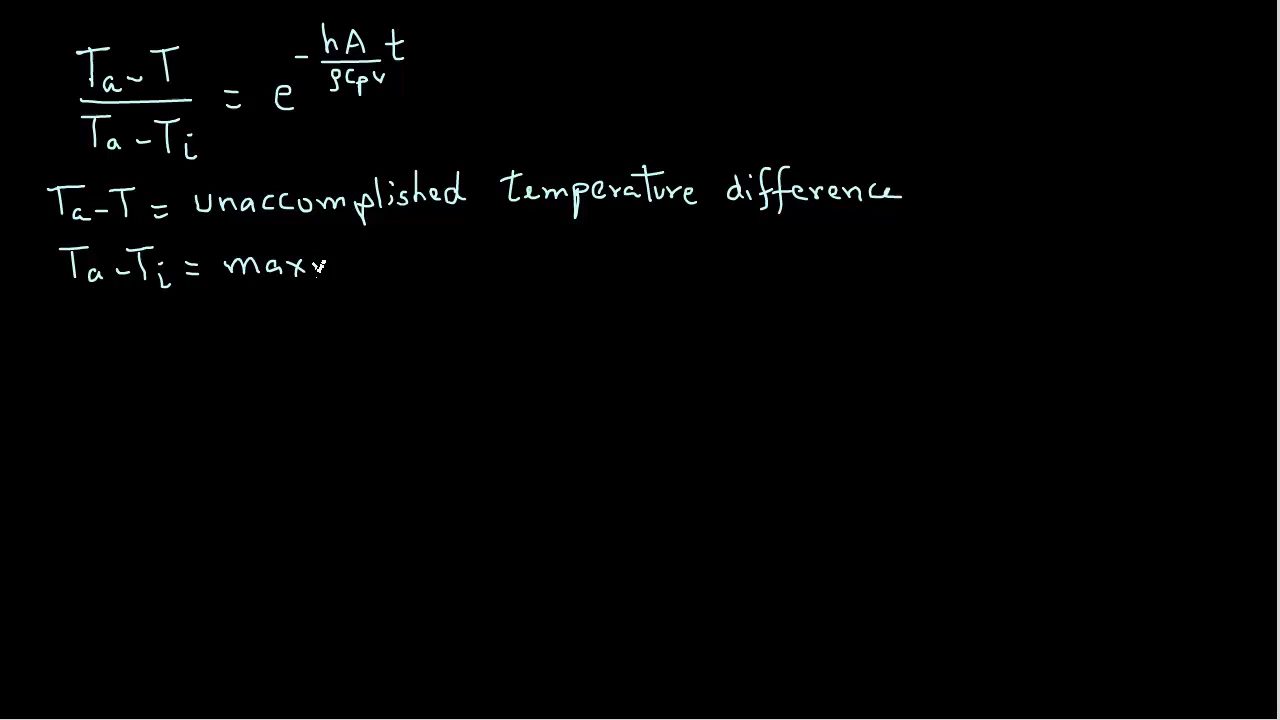 Ta - T / Ta - Ti = e^(- hA/ρCpV t)
Ta - T = unaccomplished temperature difference
Ta - Ti = max